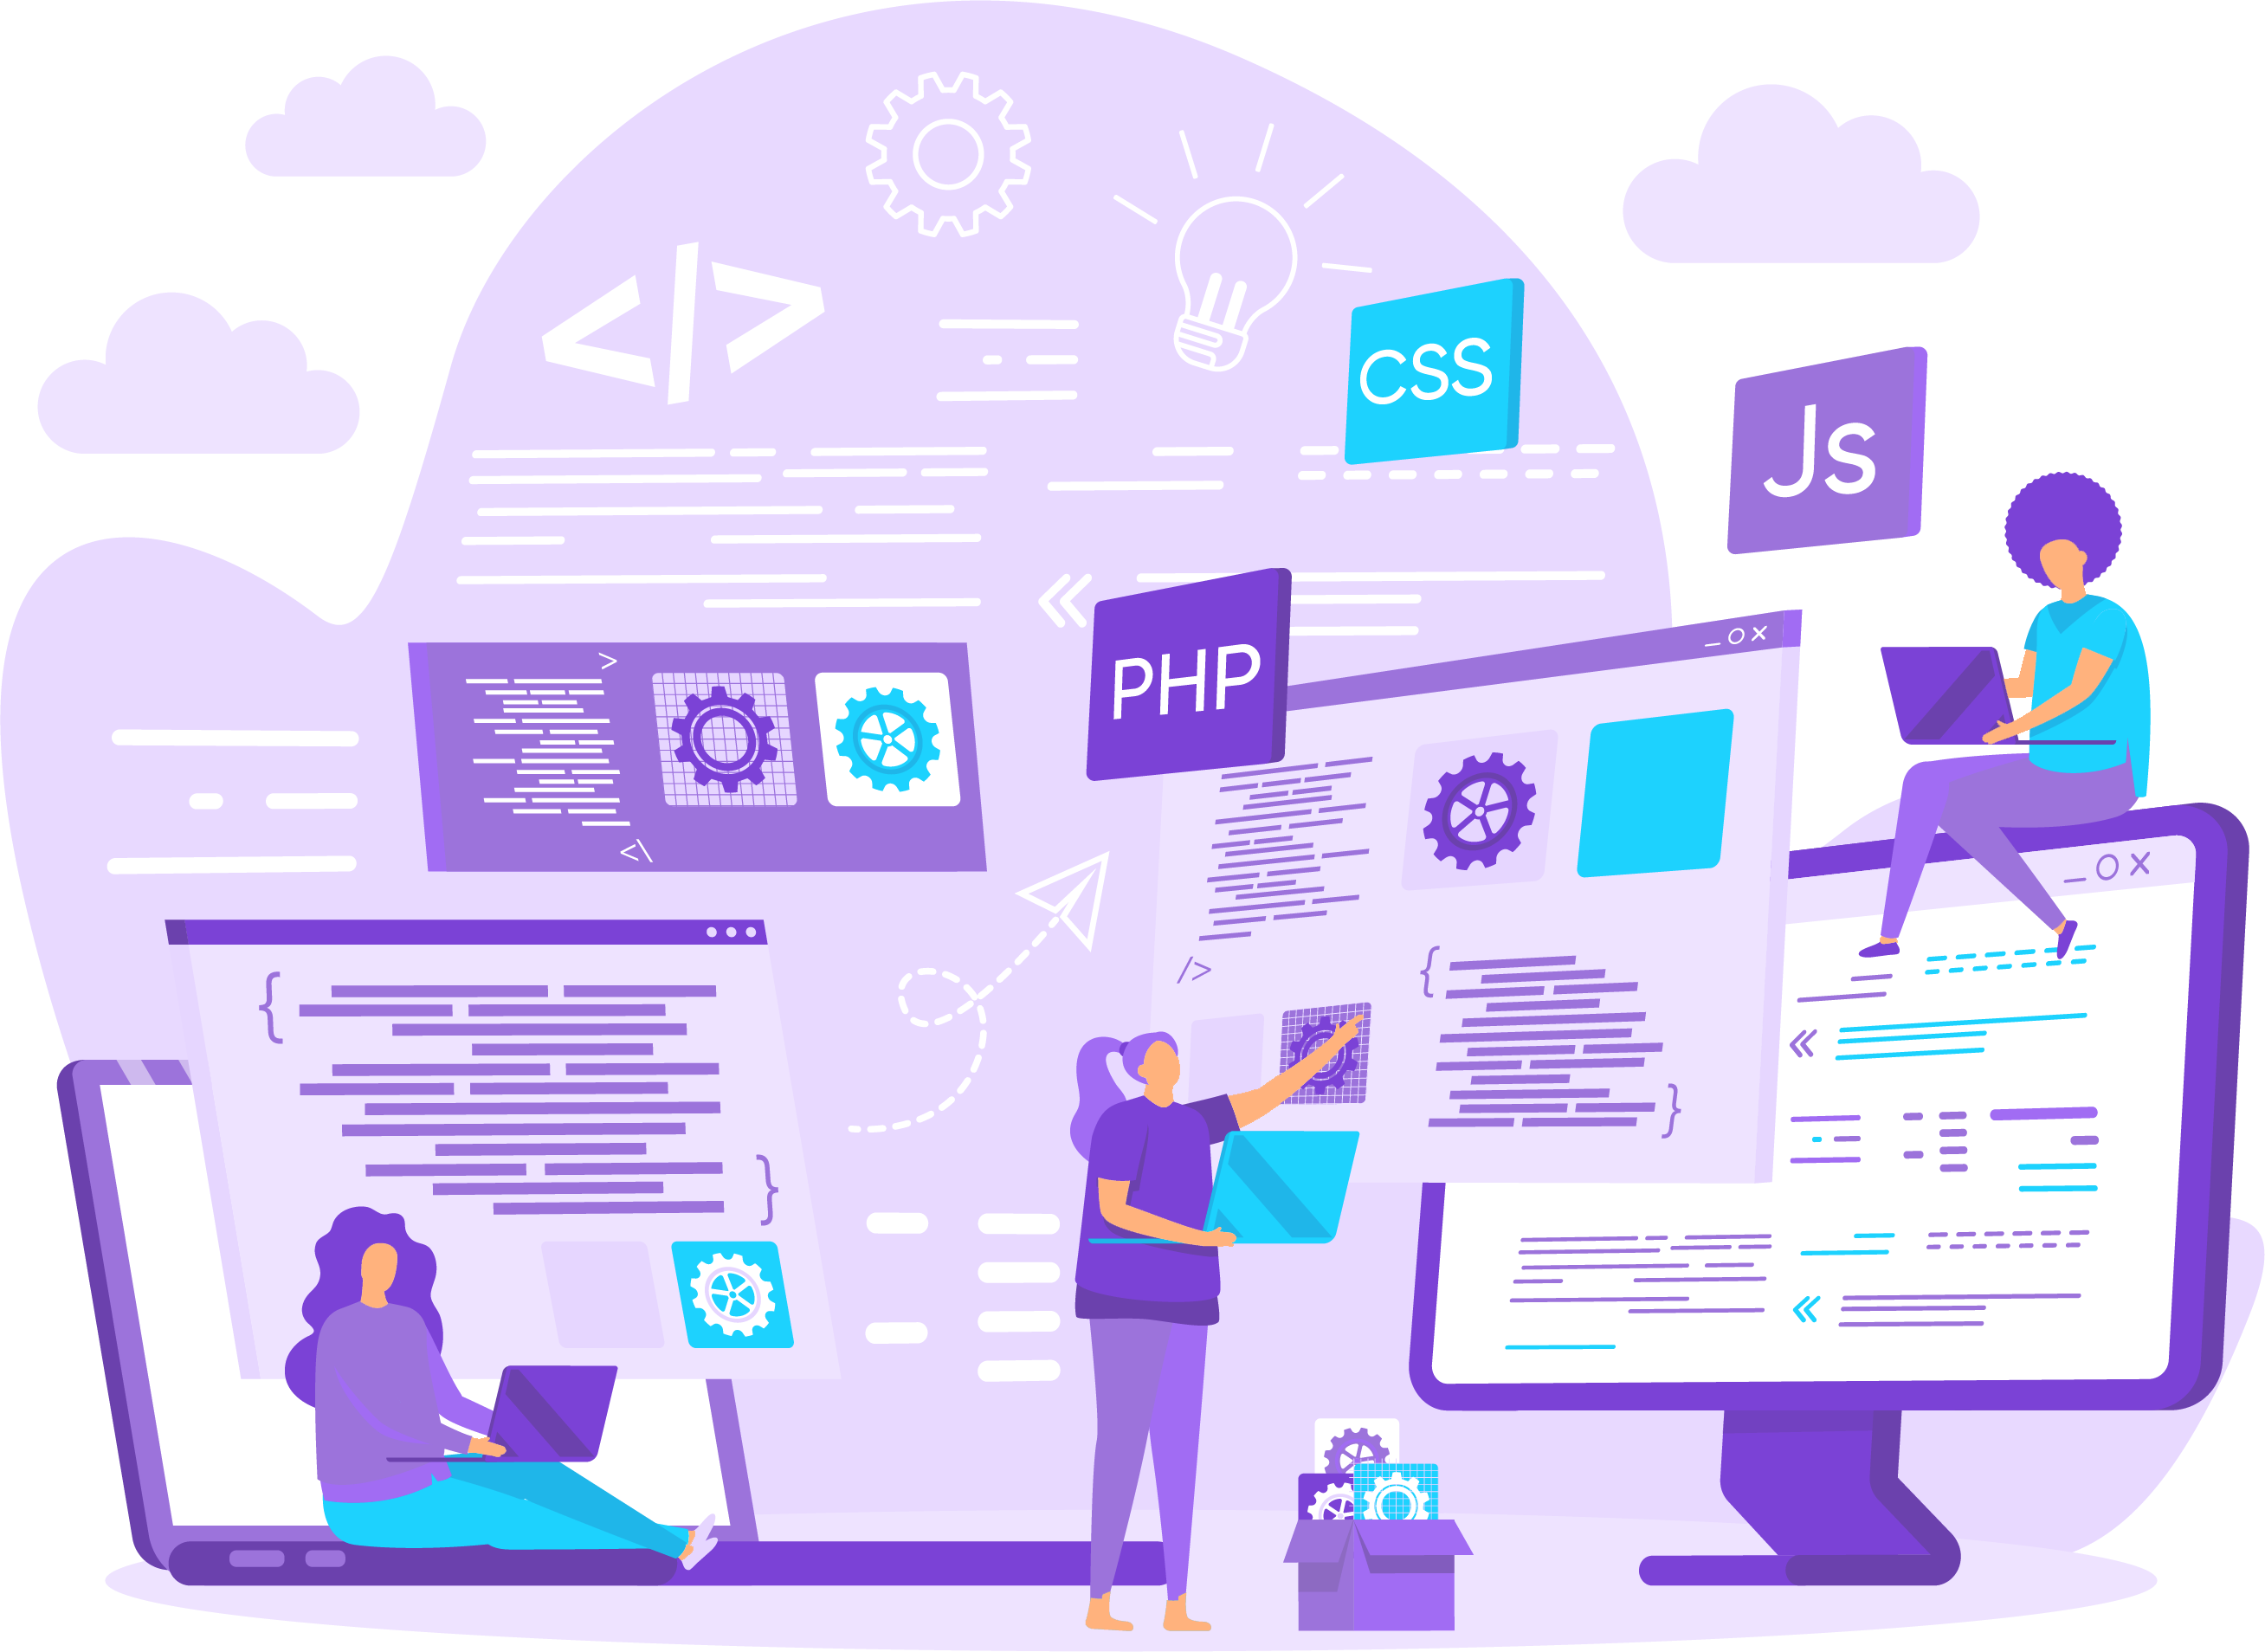 </>
CSS
JS
PHP
>
</
{
}
/>
{
}